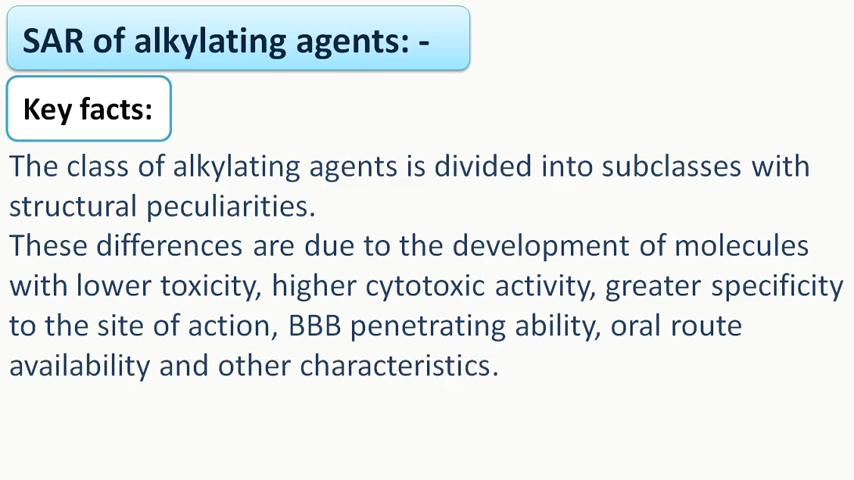 SAR of alkylating agents: -
Key facts:
The class of alkylating agents is divided into subclasses with
structural peculiarities.
These differences are due to the development of molecules
with lower toxicity, higher cytotoxic activity, greater specificity
to the site of action, BBB penetrating ability, oral route
availability and other characteristics.